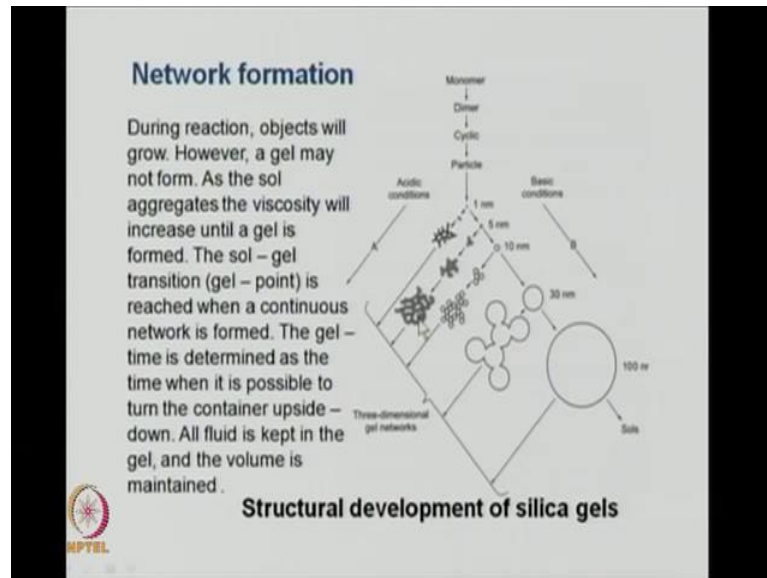 Network formation
During reaction, objects will
grow. However, a gel may
not form. As the sol
aggregates the viscosity will
increase until a gel is
formed. The sol – gel
transition (gel – point) is
reached when a continuous
network is formed. The gel –
time is determined as the
time when it is possible to
turn the container upside –
down. All fluid is kept in the
gel, and the volume is
maintained .
Monomer
Dimer
Cyclic
Particle
Acidic
conditions
Basic
conditions
1 nm
5 nm
10 nm
A
B
30 nm
100 nr
Three-dimensional
gel networks
Sols
Structural development of silica gels
NPTEL